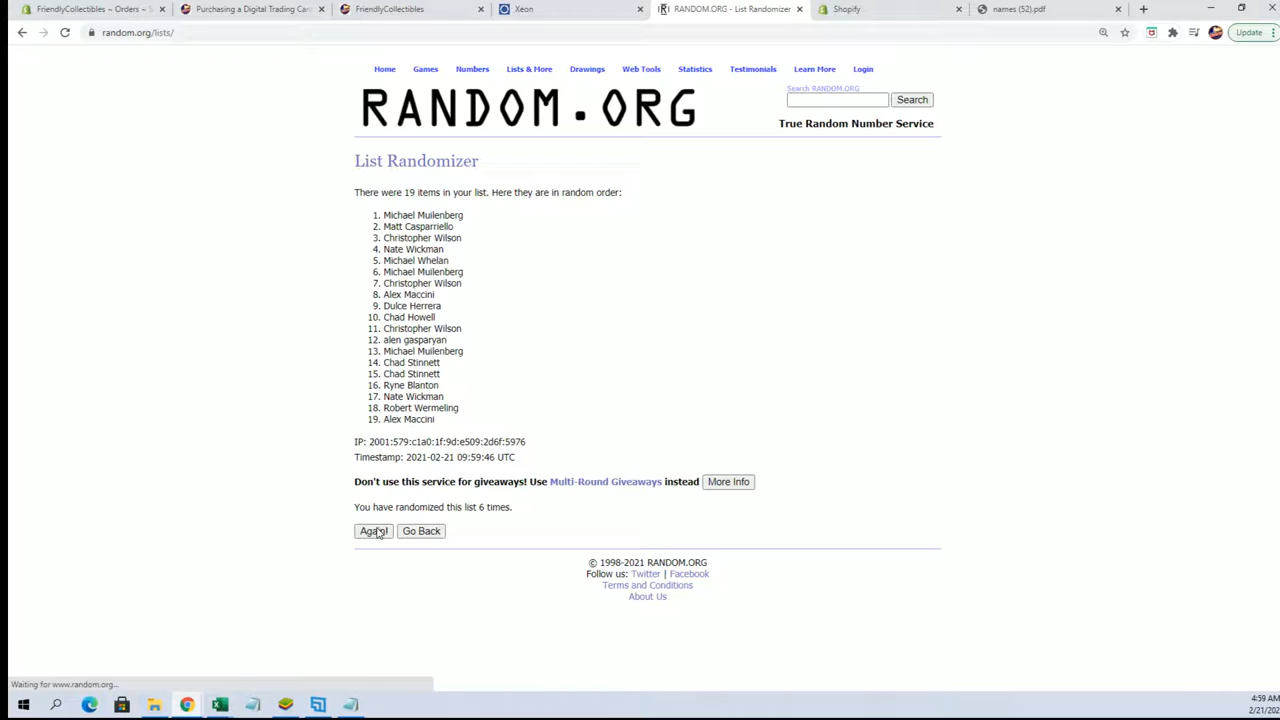 FriendlyCollectibles ~ Orders ~ S
Purchasing a Digital Trading Car
FriendlyCollectibles
Xeon
RANDOM.ORG - List Randomizer
Shopify
names (52).pdf
random.org/lists/
Update
Home Games Numbers Lists & More Drawings Web Tools Statistics Testimonials Learn More Login
RANDOM.ORG
Search RANDOM.ORG
Search
True Random Number Service
List Randomizer
There were 19 items in your list. Here they are in random order:
1. Michael Muilenberg
2. Matt Casparriello
3. Christopher Wilson
4. Nate Wickman
5. Michael Whelan
6. Michael Muilenberg
7. Christopher Wilson
8. Alex Maccini
9. Dulce Herrera
10. Chad Howell
11. Christopher Wilson
12. alen gasparyan
13. Michael Muilenberg
14. Chad Stinnett
15. Chad Stinnett
16. Ryne Blanton
17. Nate Wickman
18. Robert Wermeling
19. Alex Maccini
IP: 2001:579:c1a0:1f:9d:e509:2d6f:5976
Timestamp: 2021-02-21 09:59:46 UTC
Don't use this service for giveaways! Use Multi-Round Giveaways instead More Info
You have randomized this list 6 times.
Again! Go Back
© 1998-2021 RANDOM.ORG
Follow us: Twitter | Facebook
Terms and Conditions
About Us
Waiting for www.random.org...
4:59 AM
2/21/202